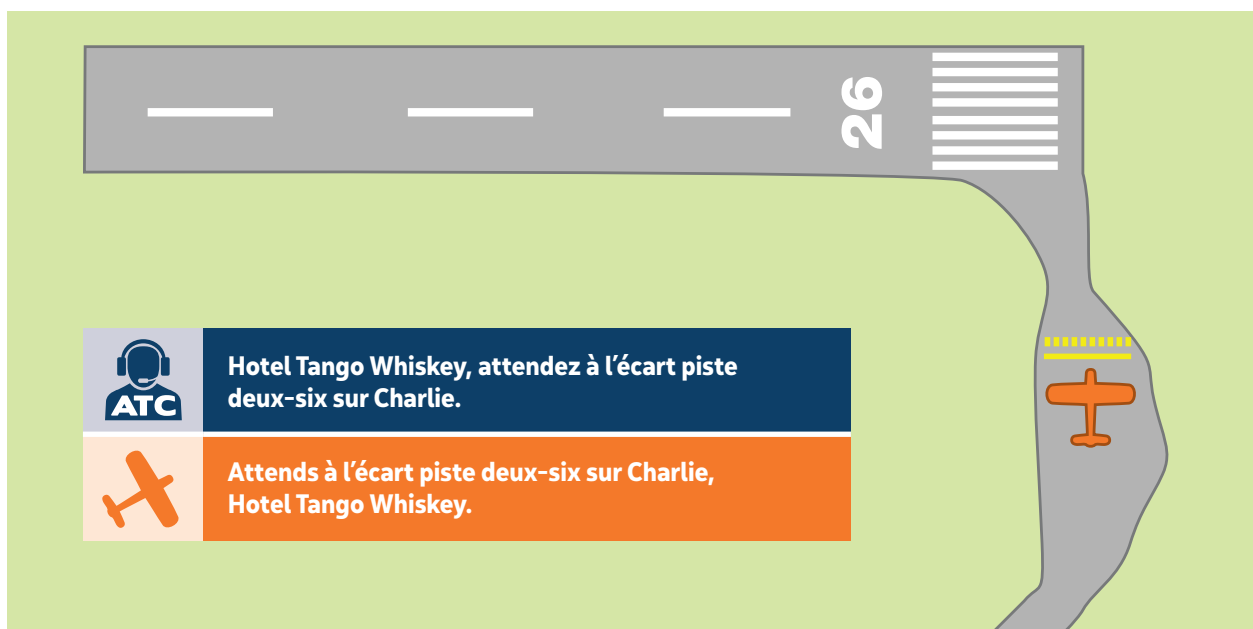 26
Hotel Tango Whiskey, attendez à l’écart piste
deux-six sur Charlie.
ATC
Attends à l’écart piste deux-six sur Charlie,
Hotel Tango Whiskey.